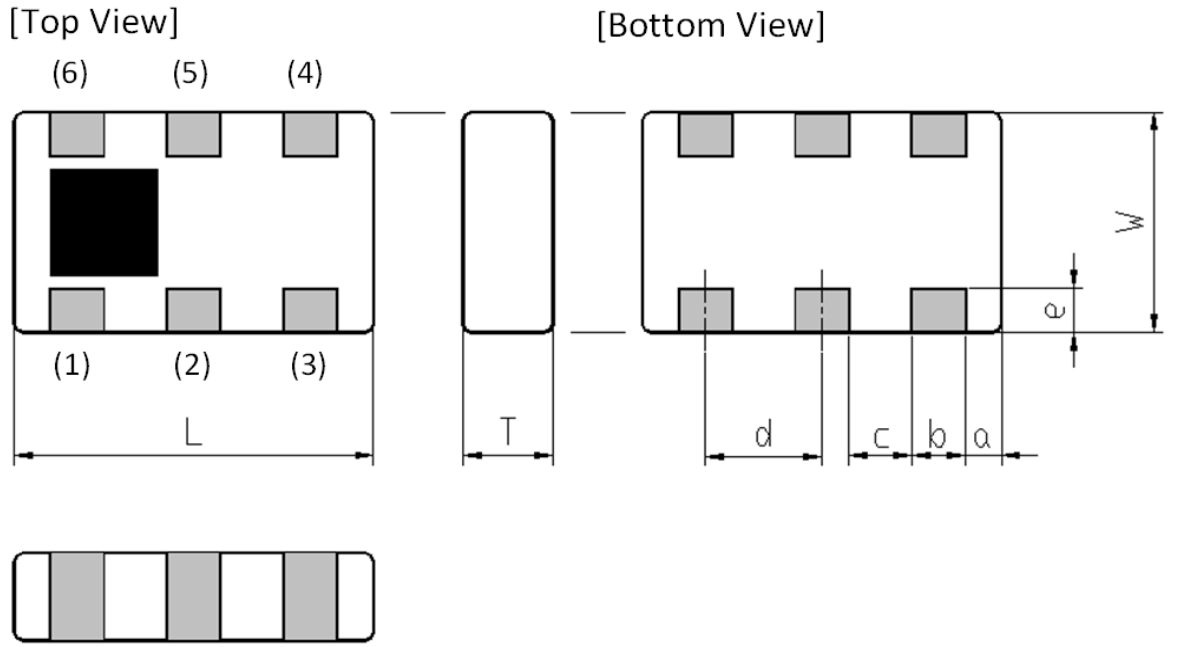 [Top View]
[Bottom View]
(6) (5) (4)
W
e
(1) (2) (3)
L
T
d
c
b
a